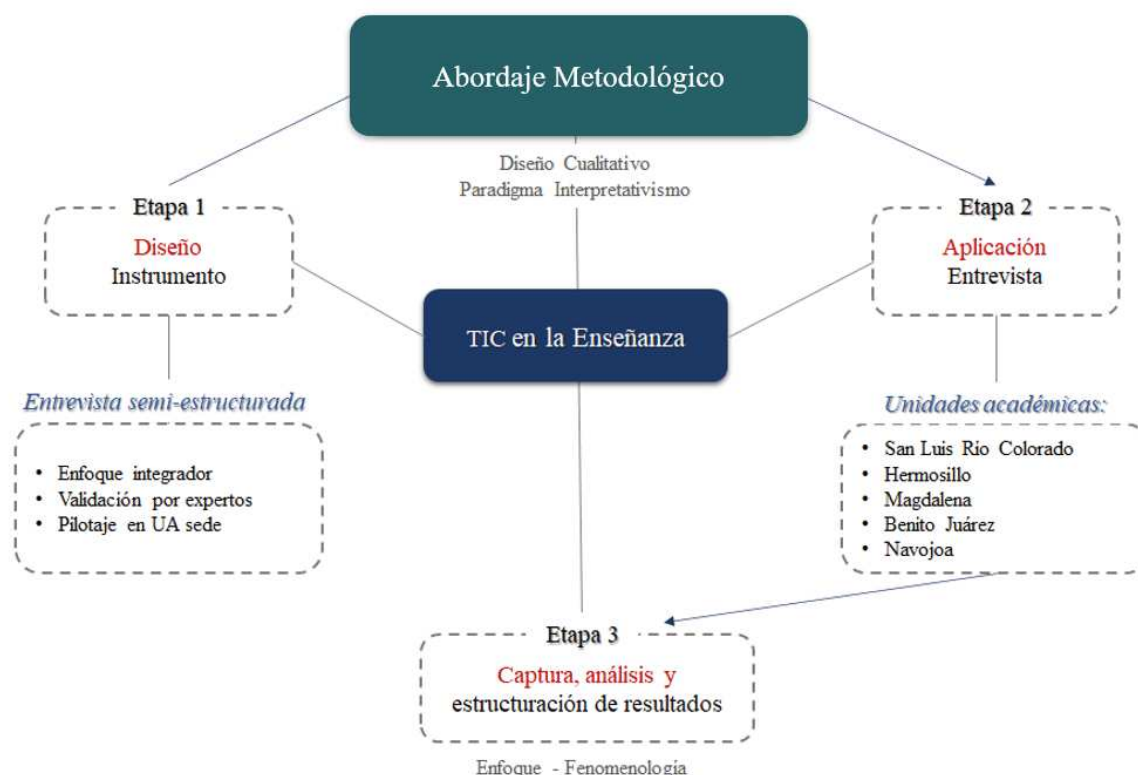 Abordaje Metodológico
Diseño Cualitativo
Paradigma Interpretativismo
Etapa 1
Diseño
Instrumento
Etapa 2
Aplicación
Entrevista
TIC en la Enseñanza
Entrevista semi-estructurada
• Enfoque integrador
• Validación por expertos
• Pilotaje en UA sede
Unidades académicas:
• San Luis Río Colorado
• Hermosillo
• Magdalena
• Benito Juárez
• Navojoa
Etapa 3
Captura, análisis y
estructuración de resultados
Enfoque - Fenomenología